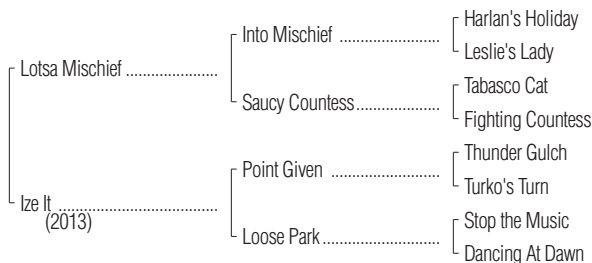 Harlan's Holiday
Into Mischief ........................
Leslie's Lady
Lotsa Mischief ......................
Tabasco Cat
Saucy Countess....................
Fighting Countess
Thunder Gulch
Point Given ..........................
Turko's Turn
Ize It ......................................
(2013)
Stop the Music
Loose Park............................
Dancing At Dawn